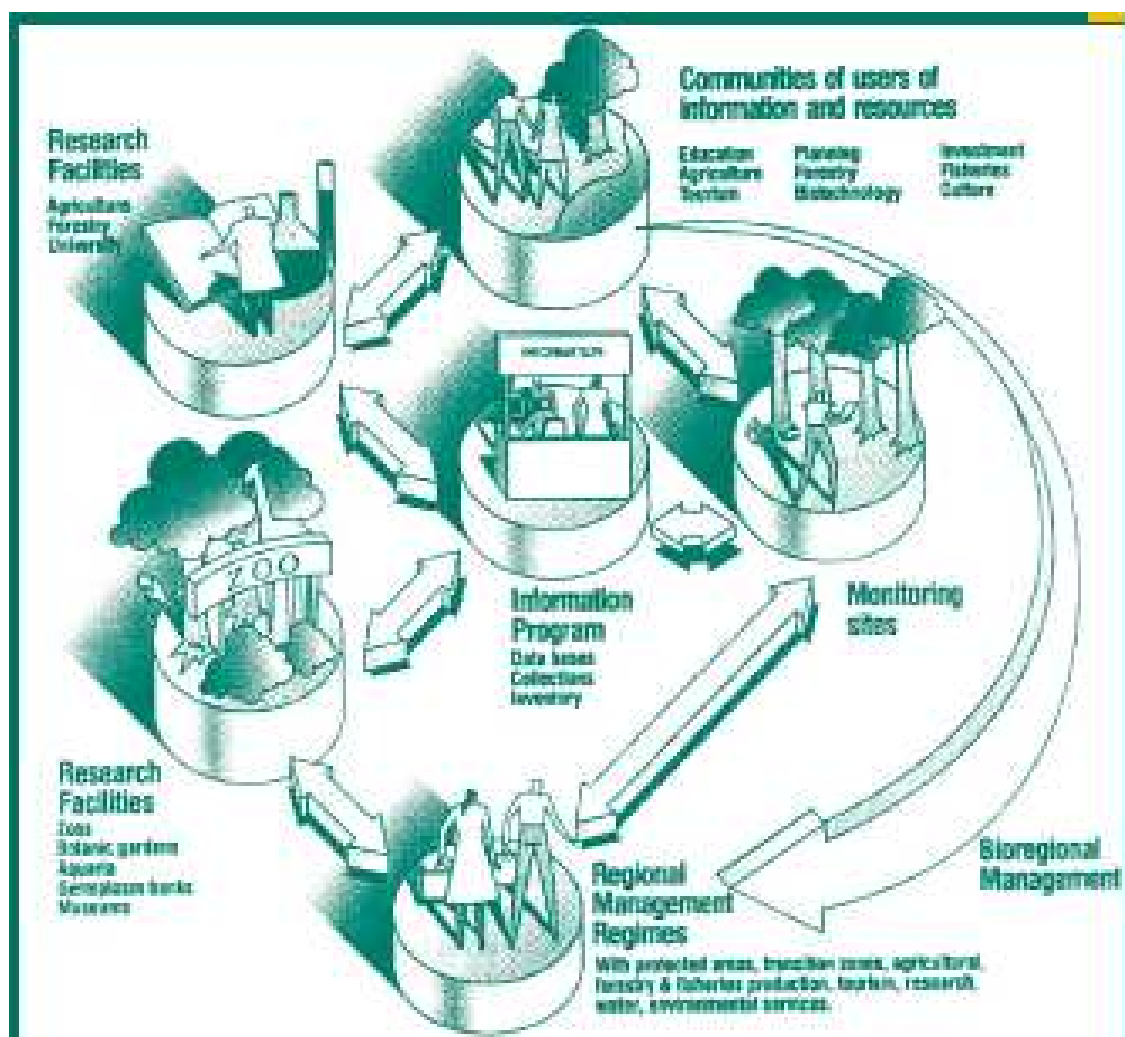 Communities of users of
information and resources
Education Planning Investment
Agriculture Forestry Fisheries
Tourism Biotechnology Culture
Research
Facilities
Agriculture
Forestry
University
INFORMATION
ZOO
Information
Program
Data bases
Collections
Inventory
Monitoring
sites
Research
Facilities
Zoos
Botanic gardens
Aquaria
Germplasm banks
Museums
Regional
Management
Regimes
With protected areas, transition zones, agricultural,
forestry & fisheries production, tourism, research,
water, environmental services.
Bioregional
Management